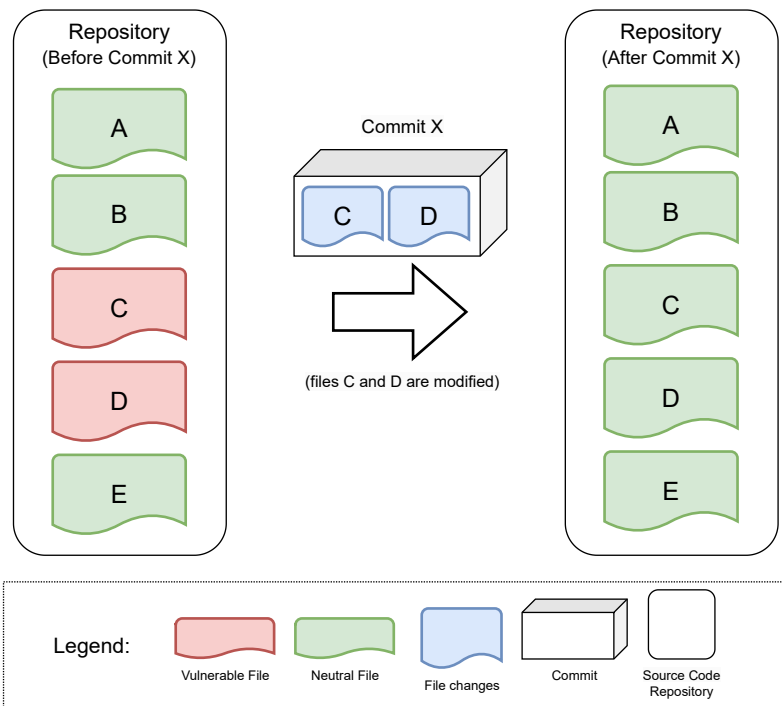 Repository
(Before Commit X)
A
B
C
D
E
Commit X
C D
(files C and D are modified)
Repository
(After Commit X)
A
B
C
D
E
Legend:
Vulnerable File
Neutral File
File changes
Commit
Source Code
Repository